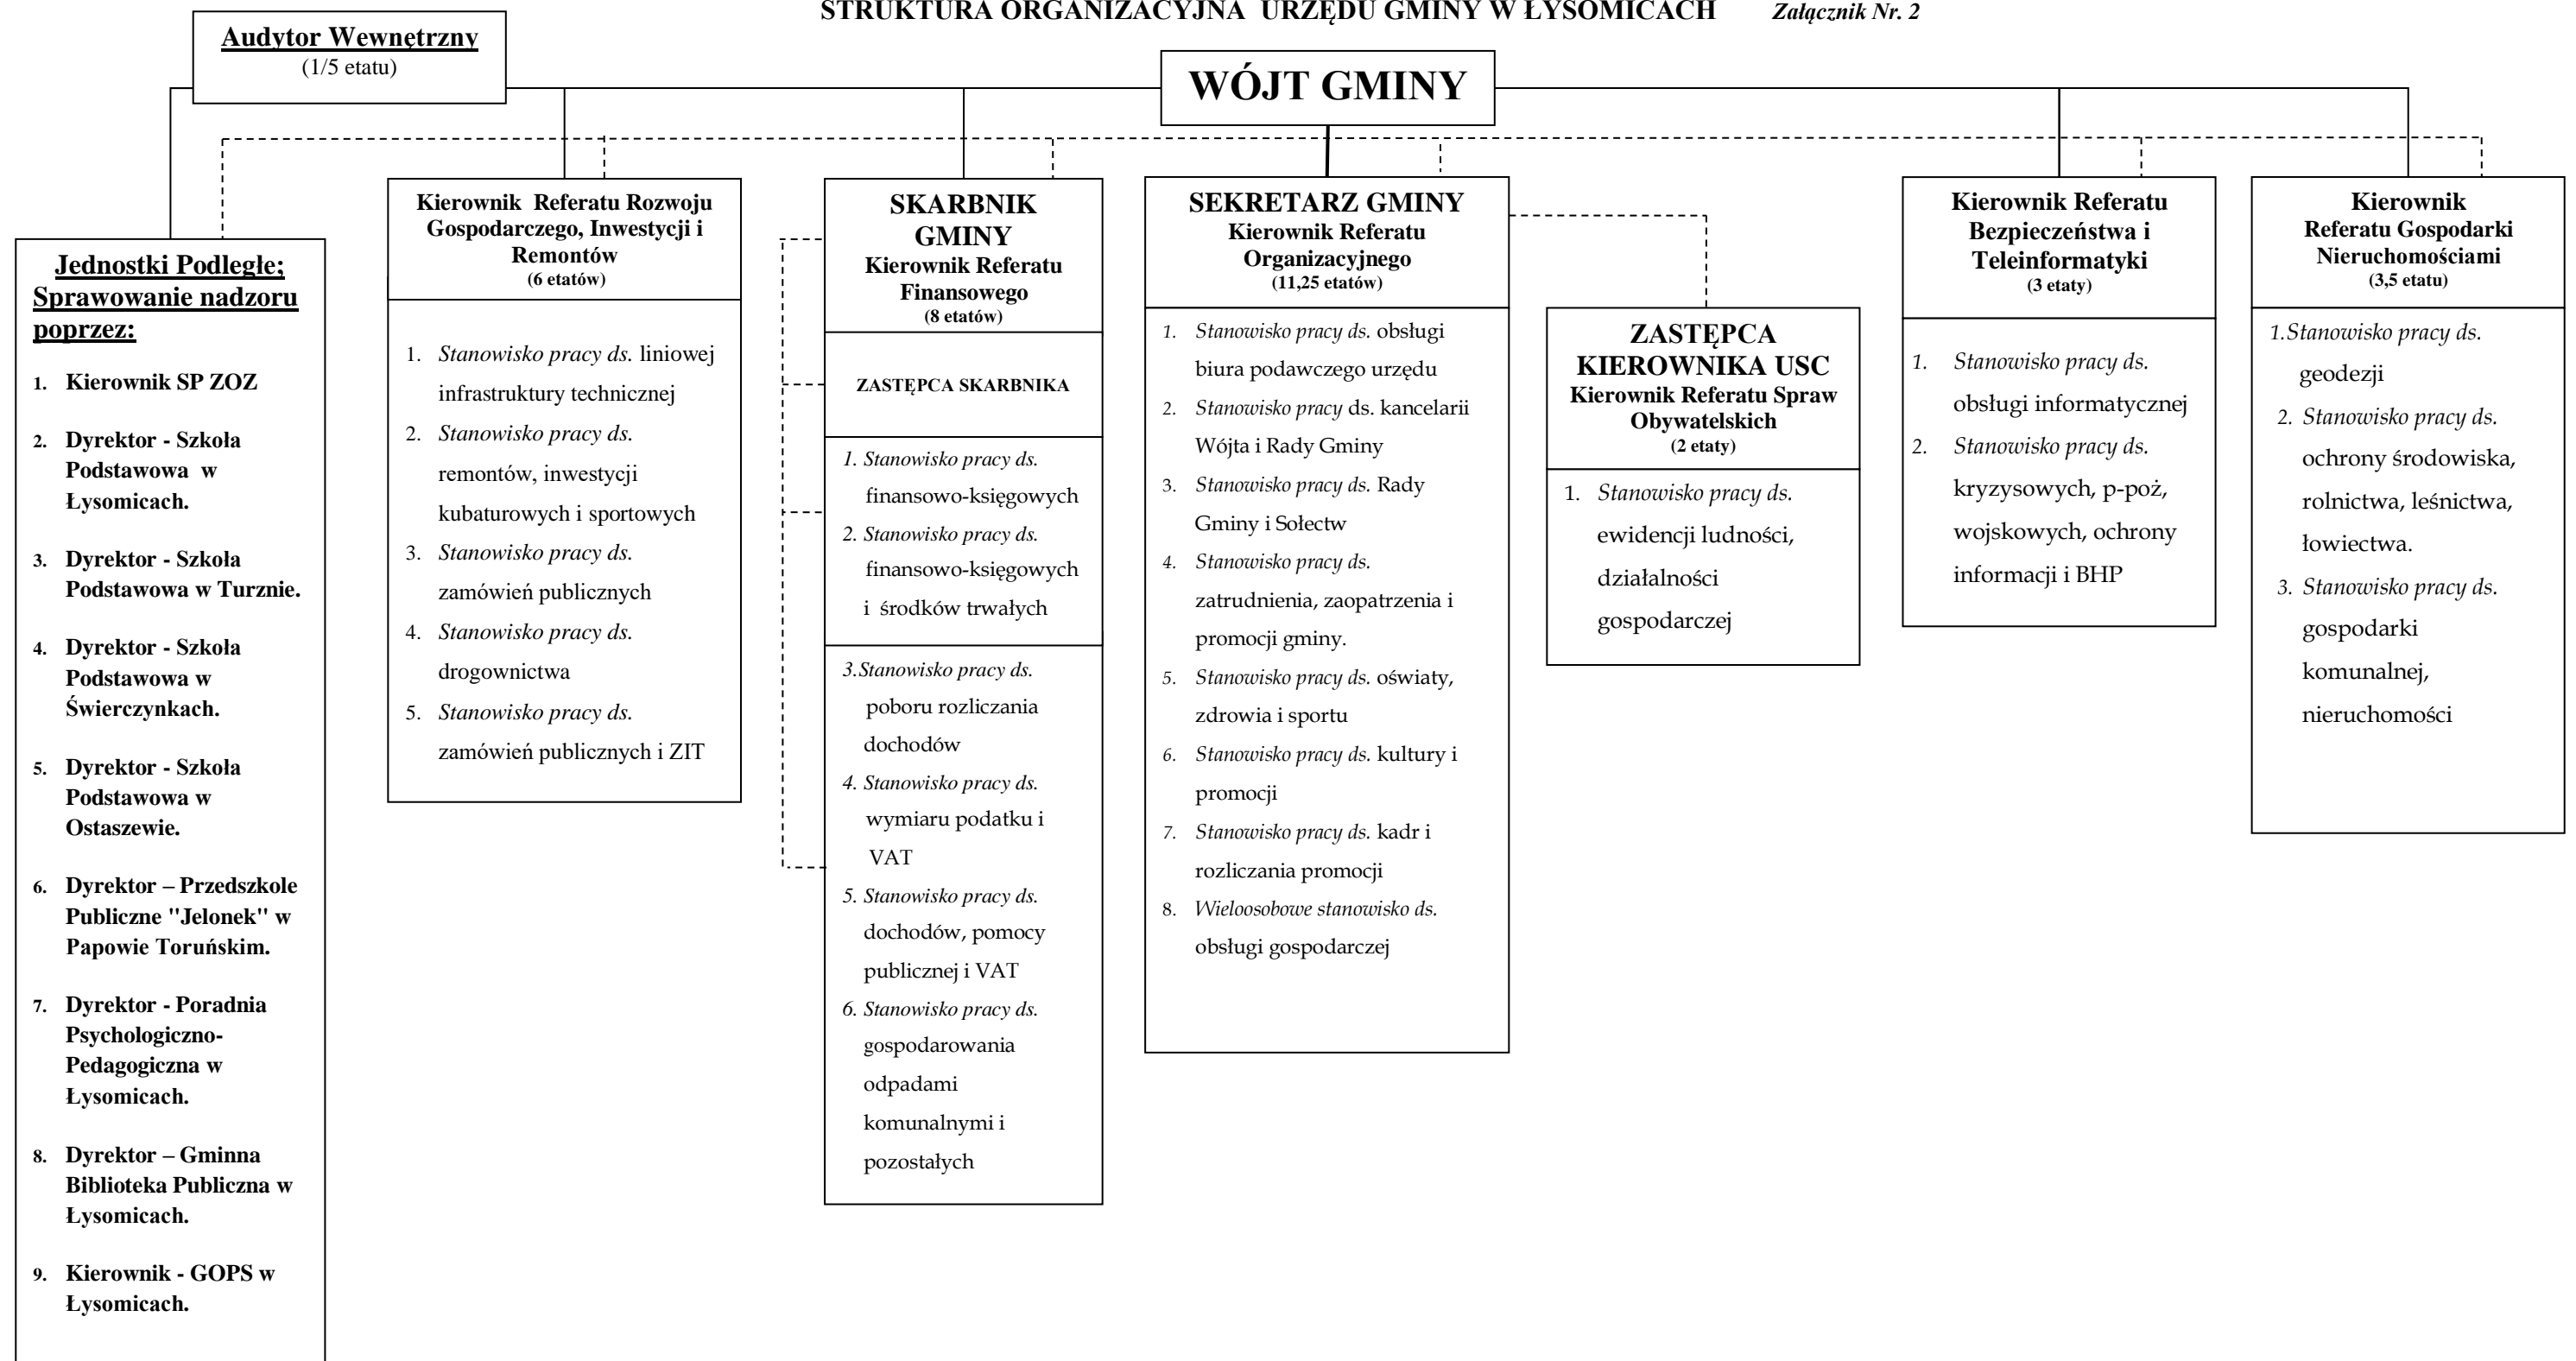 STRUKTURA ORGANIZACYJNA URZĘDU GMINY W ŁYSOMICACH Załącznik Nr. 2
Audytor Wewnętrzny
(1/5 etatu)
WÓJT GMINY
Jednostki Podległe;
Sprawowanie nadzoru
poprzez:
1. Kierownik SP ZOZ
2. Dyrektor - Szkoła
Podstawowa w
Łysomicach.
3. Dyrektor - Szkoła
Podstawowa w Turznie.
4. Dyrektor - Szkoła
Podstawowa w
Świerczynkach.
5. Dyrektor - Szkoła
Podstawowa w
Ostaszewie.
6. Dyrektor – Przedszkole
Publiczne "Jelonek" w
Papowie Toruńskim.
7. Dyrektor - Poradnia
Psychologiczno-
Pedagogiczna w
Łysomicach.
8. Dyrektor – Gminna
Biblioteka Publiczna w
Łysomicach.
9. Kierownik - GOPS w
Łysomicach.
Kierownik Referatu Rozwoju
Gospodarczego, Inwestycji i
Remontów
(6 etatów)
1. Stanowisko pracy ds. liniowej
infrastruktury technicznej
2. Stanowisko pracy ds.
remontów, inwestycji
kubaturowych i sportowych
3. Stanowisko pracy ds.
zamówień publicznych
4. Stanowisko pracy ds.
drogownictwa
5. Stanowisko pracy ds.
zamówień publicznych i ZIT
SKARBNIK
GMINY
Kierownik Referatu
Finansowego
(8 etatów)
ZASTĘPCA SKARBNIKA
1. Stanowisko pracy ds.
finansowo-księgowych
2. Stanowisko pracy ds.
finansowo-księgowych
i środków trwałych
3.Stanowisko pracy ds.
poboru rozliczania
dochodów
4. Stanowisko pracy ds.
wymiaru podatku i
VAT
5. Stanowisko pracy ds.
dochodów, pomocy
publicznej i VAT
6. Stanowisko pracy ds.
gospodarowania
odpadami
komunalnymi i
pozostałych
SEKRETARZ GMINY
Kierownik Referatu
Organizacyjnego
(11,25 etatów)
1. Stanowisko pracy ds. obsługi
biura podawczego urzędu
2. Stanowisko pracy ds. kancelarii
Wójta i Rady Gminy
3. Stanowisko pracy ds. Rady
Gminy i Sołectw
4. Stanowisko pracy ds.
zatrudnienia, zaopatrzenia i
promocji gminy.
5. Stanowisko pracy ds. oświaty,
zdrowia i sportu
6. Stanowisko pracy ds. kultury i
promocji
7. Stanowisko pracy ds. kadr i
rozliczania promocji
8. Wieloosobowe stanowisko ds.
obsługi gospodarczej
ZASTĘPCA
KIEROWNIKA USC
Kierownik Referatu Spraw
Obywatelskich
(2 etaty)
1. Stanowisko pracy ds.
ewidencji ludności,
działalności
gospodarczej
Kierownik Referatu
Bezpieczeństwa i
Teleinformatyki
(3 etaty)
1. Stanowisko pracy ds.
obsługi informatycznej
2. Stanowisko pracy ds.
kryzysowych, p-poż,
wojskowych, ochrony
informacji i BHP
Kierownik
Referatu Gospodarki
Nieruchomościami
(3,5 etatu)
1.Stanowisko pracy ds.
geodezji
2. Stanowisko pracy ds.
ochrony środowiska,
rolnictwa, leśnictwa,
łowiectwa.
3. Stanowisko pracy ds.
gospodarki
komunalnej,
nieruchomości